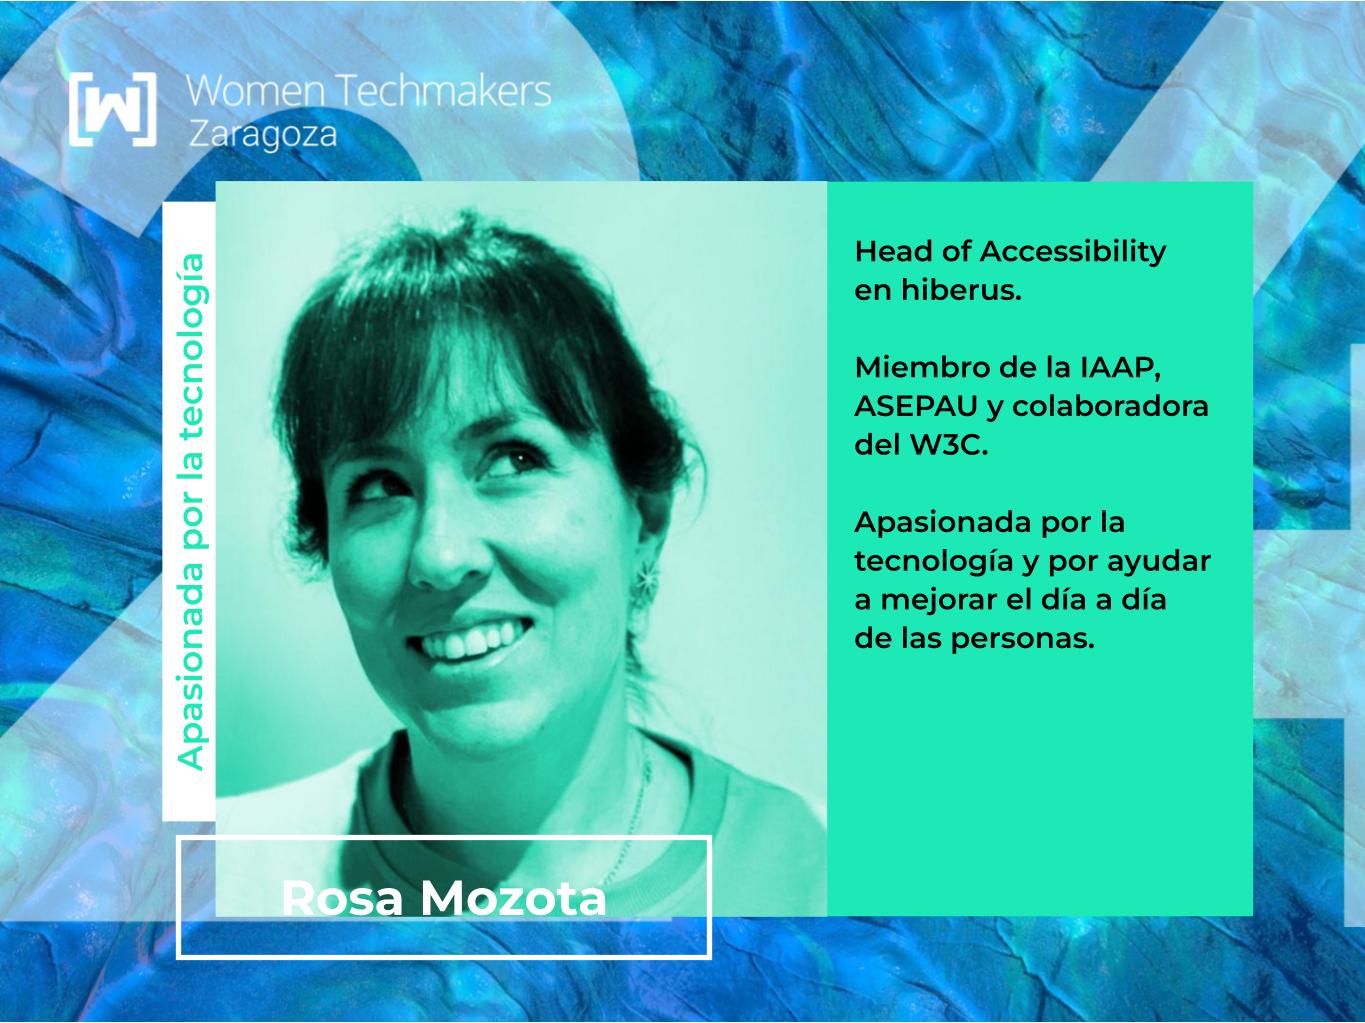 Women Techmakers
Zaragoza
Apasionada por la tecnología
Head of Accessibility
en hiberus.
Miembro de la IAAP,
ASEPAU y colaboradora
del W3C.
Apasionada por la
tecnología y por ayudar
a mejorar el día a día
de las personas.
Rosa Mozota